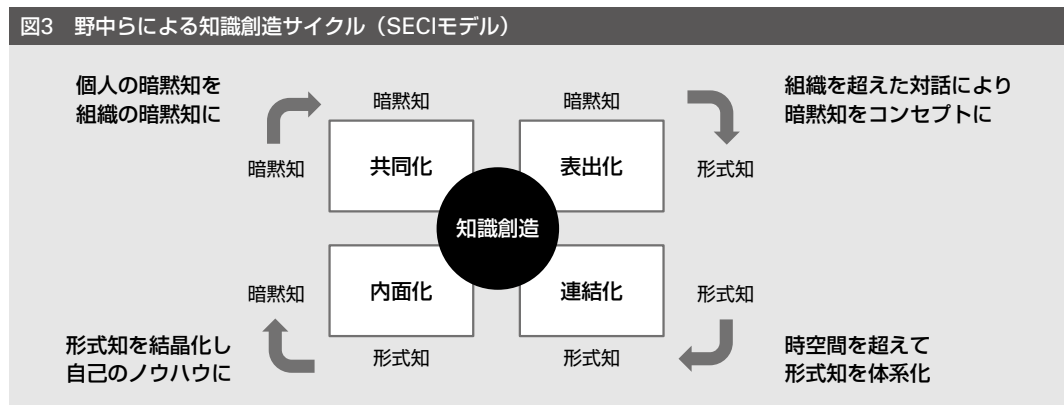 図3 野中らによる知識創造サイクル（SECIモデル）
個人の暗黙知を
組織の暗黙知に
暗黙知
暗黙知
組織を超えた対話により
暗黙知をコンセプトに
暗黙知
共同化
表出化
形式知
知識創造
暗黙知
内面化
連結化
形式知
形式知を結晶化し
自己のノウハウに
形式知
形式知
時空間を超えて
形式知を体系化